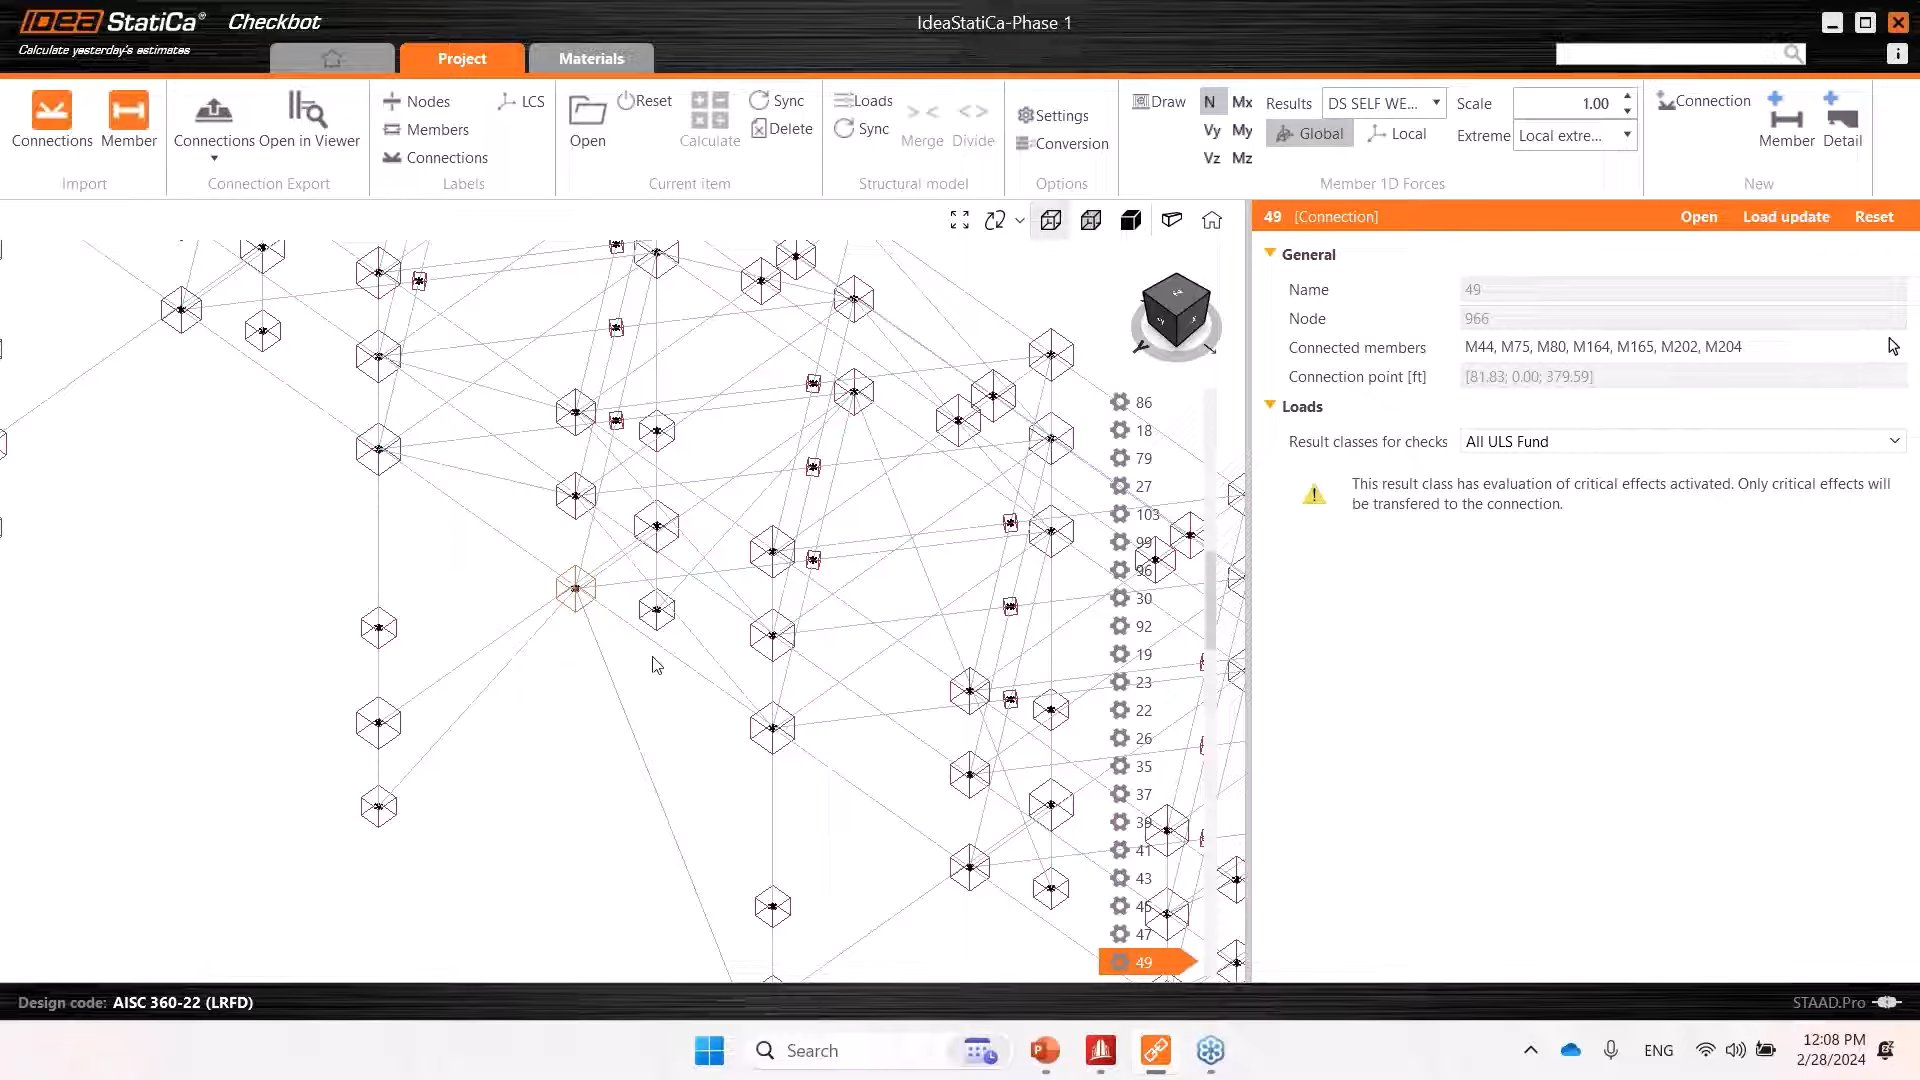 IDEA StatiCa® Checkbot
Calculate yesterday's estimates
IdeaStatiCa-Phase 1
Project
Materials
Connections
Member
Import
Connections
Open in Viewer
Connection Export
Nodes
LCS
Members
Connections
Labels
Open
Reset
Calculate
Sync
Delete
Current item
Loads
Sync
Merge
Divide
Structural model
Settings
Conversion
Options
Draw
N Mx
Vy My
Vz Mz
Results
DS SELF WE...
Global
Local
Scale
1.00
Extreme
Local extre...
Member 1D Forces
Connection
Member
Detail
New
49 [Connection]
Open
Load update
Reset
General
Name
49
Node
966
Connected members
M44, M75, M80, M164, M165, M202, M204
Connection point [ft]
[81.83; 0.00; 379.59]
Loads
Result classes for checks
All ULS Fund
This result class has evaluation of critical effects activated. Only critical effects will
be transfered to the connection.
86
18
79
27
103
99
96
30
92
19
23
22
26
35
37
39
41
43
45
47
49
Design code: AISC 360-22 (LRFD)
STAAD.Pro
Search
ENG
12:08 PM
2/28/2024